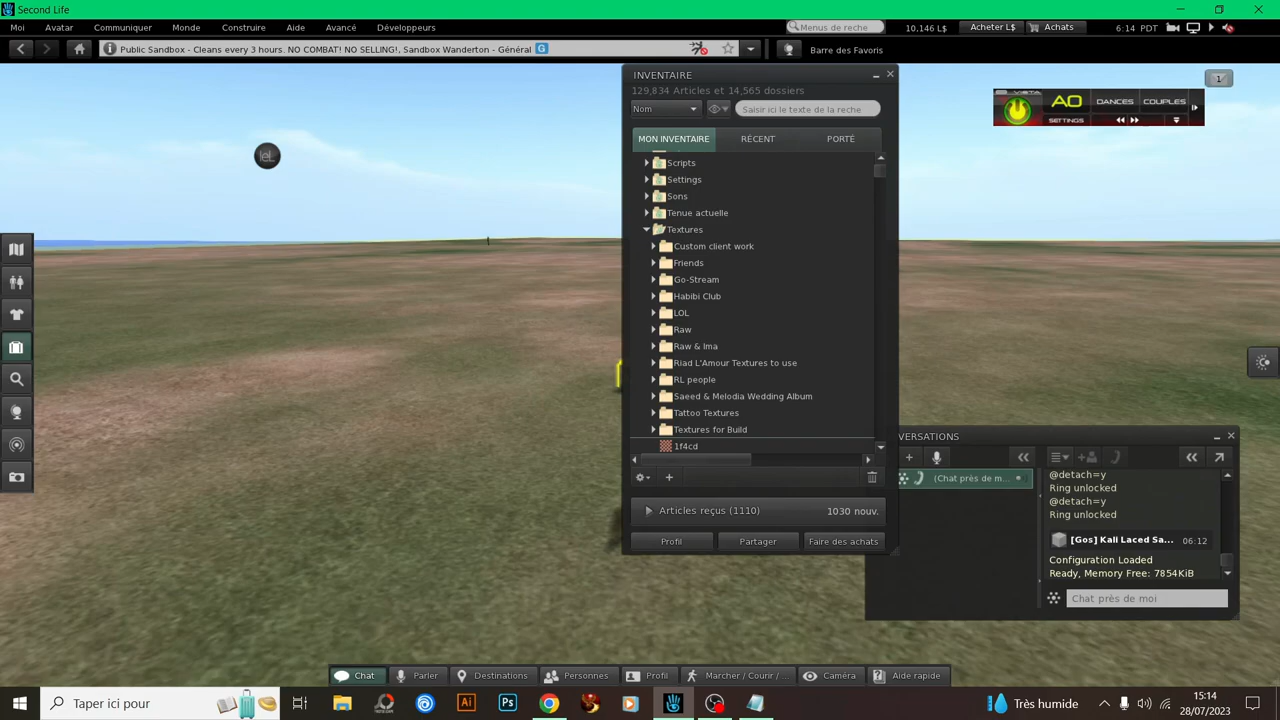 Second Life
Moi Avatar Communiquer Monde Construire Aide Avancé Développeurs
Menus de reche
10,146 L$ Acheter L$ Achats 6:14 PDT
Public Sandbox - Cleans every 3 hours. NO COMBAT! NO SELLING!, Sandbox Wanderton - Général G
Barre des Favoris
1
VISTA
AO DANCES COUPLES
SETTINGS
INVENTAIRE
129,834 Articles et 14,565 dossiers
Nom Saisir ici le texte de la reche
MON INVENTAIRE RÉCENT PORTÉ
Scripts
Settings
Sons
Tenue actuelle
Textures
Custom client work
Friends
Go-Stream
Habibi Club
LOL
Raw
Raw & Ima
Riad L'Amour Textures to use
RL people
Saeed & Melodia Wedding Album
Tattoo Textures
Textures for Build
1f4cd
Articles reçus (1110) 1030 nouv.
Profil Partager Faire des achats
VERSATIONS
(Chat près de m...
@detach=y
Ring unlocked
@detach=y
Ring unlocked
[Gos] Kali Laced Sa... 06:12
Configuration Loaded
Ready, Memory Free: 7854KiB
Chat près de moi
Chat Parler Destinations Personnes Profil Marcher / Courir / ... Caméra Aide rapide
Taper ici pour
Ai Ps
Très humide
15:14
28/07/2023